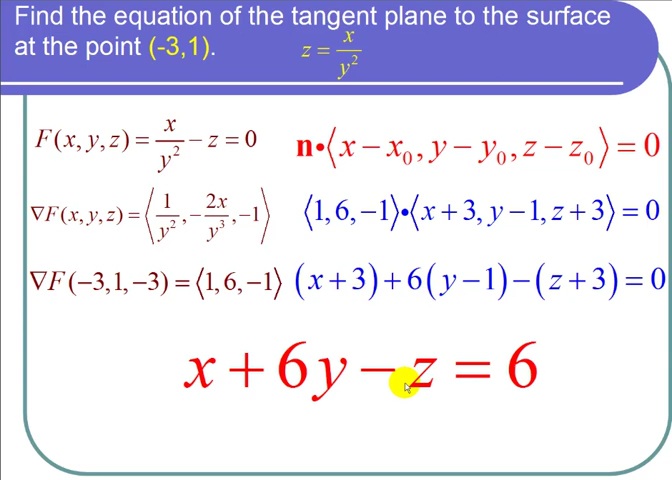 Find the equation of the tangent plane to the surface
at the point (-3,1). z = x/y²
F(x, y, z) = x/y² − z = 0
n•⟨x − x₀, y − y₀, z − z₀⟩ = 0
∇F(x, y, z) = ⟨1/y², −2x/y³, −1⟩
⟨1, 6, −1⟩•⟨x + 3, y − 1, z + 3⟩ = 0
∇F(−3, 1, −3) = ⟨1, 6, −1⟩
(x + 3) + 6(y − 1) − (z + 3) = 0
x + 6y − z = 6